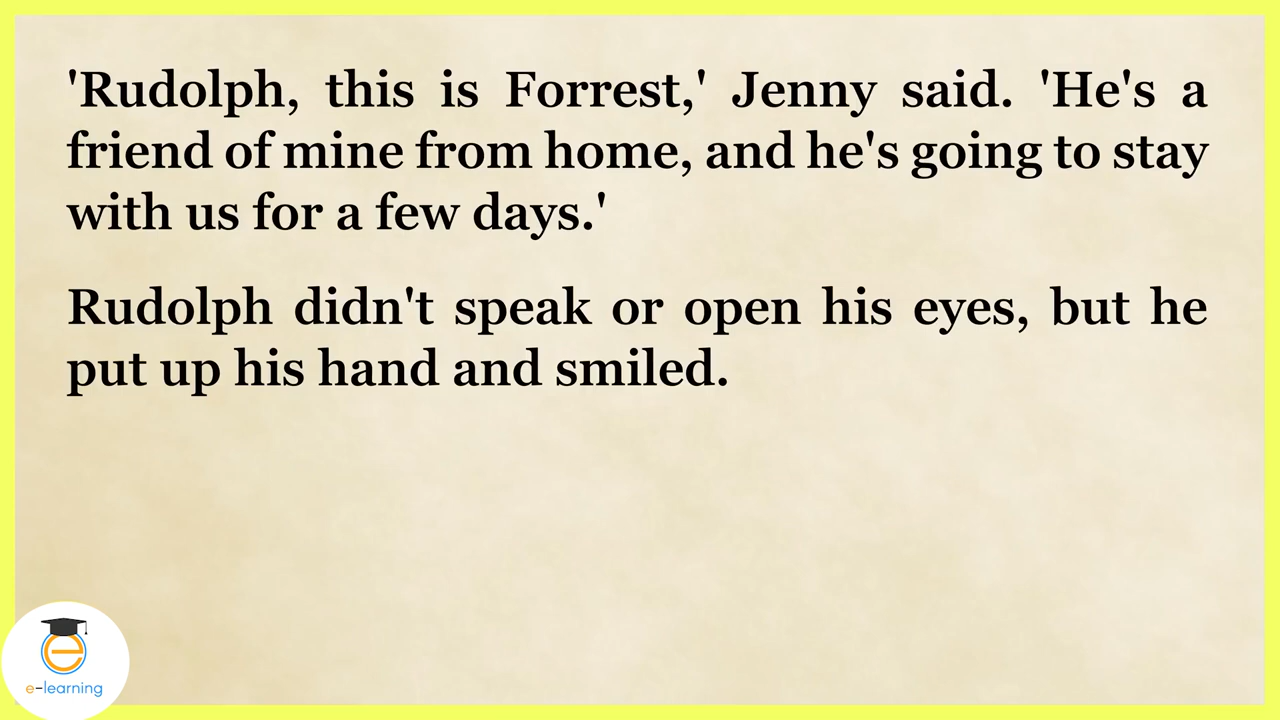 'Rudolph, this is Forrest,' Jenny said. 'He's a
friend of mine from home, and he's going to stay
with us for a few days.'
Rudolph didn't speak or open his eyes, but he
put up his hand and smiled.
e
e-learning